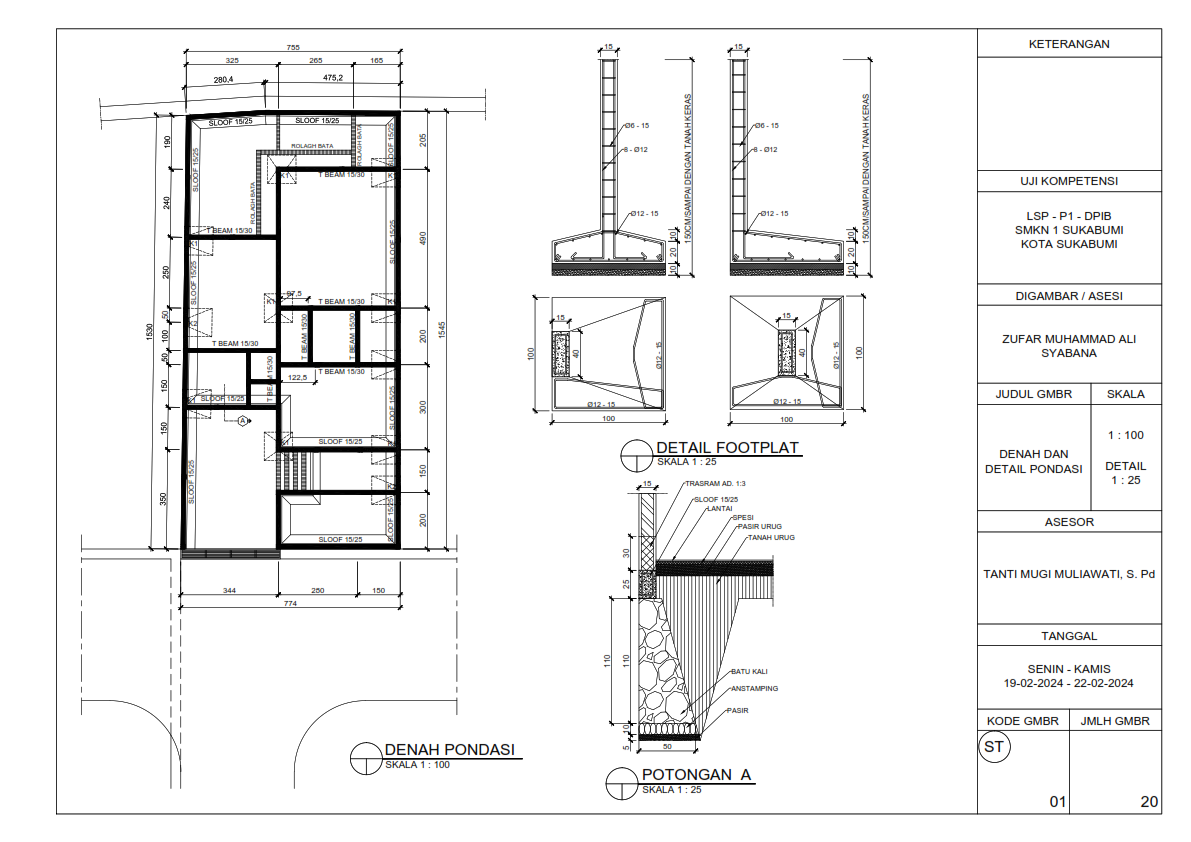 755
325
265
165
280,4
475,2
SLOOF 15/25
SLOOF 15/25
SLOOF 15/25
ROLAGH BATA
ROLAGH BATA
ROLAGH BATA
SLOOF 15/25
K1
T BEAM 15/30
T BEAM 15/30
K1
190
240
250
50
100
50
150
150
350
1530
205
490
200
300
150
200
1545
SLOOF 15/25
SLOOF 15/25
97,5
K1
T BEAM 15/30
T BEAM 15/30
T BEAM 15/30
T BEAM 15/30
T BEAM 15/30
T BEAM 15/30
122,5
SLOOF 15/25
SLOOF 15/25
A
SLOOF 15/25
SLOOF 15/25
SLOOF 15/25
SLOOF 15/25
344
280
150
774
DENAH PONDASI
SKALA 1 : 100
15
Ø6 - 15
8 - Ø12
Ø12 - 15
10
20
10
150CM/SAMPAI DENGAN TANAH KERAS
15
Ø6 - 15
8 - Ø12
Ø12 - 15
10
20
10
150CM/SAMPAI DENGAN TANAH KERAS
15
40
100
Ø12 - 15
Ø12 - 15
100
15
40
Ø12 - 15
100
Ø12 - 15
100
DETAIL FOOTPLAT
SKALA 1 : 25
15
TRASRAM AD. 1:3
SLOOF 15/25
LANTAI
SPESI
PASIR URUG
TANAH URUG
30
25
110
110
10
5
50
BATU KALI
ANSTAMPING
PASIR
POTONGAN A
SKALA 1 : 25
KETERANGAN
UJI KOMPETENSI
LSP - P1 - DPIB
SMKN 1 SUKABUMI
KOTA SUKABUMI
DIGAMBAR / ASESI
ZUFAR MUHAMMAD ALI
SYABANA
JUDUL GMBR
SKALA
DENAH DAN
DETAIL PONDASI
1 : 100
DETAIL
1 : 25
ASESOR
TANTI MUGI MULIAWATI, S. Pd
TANGGAL
SENIN - KAMIS
19-02-2024 - 22-02-2024
KODE GMBR
JMLH GMBR
ST
01
20